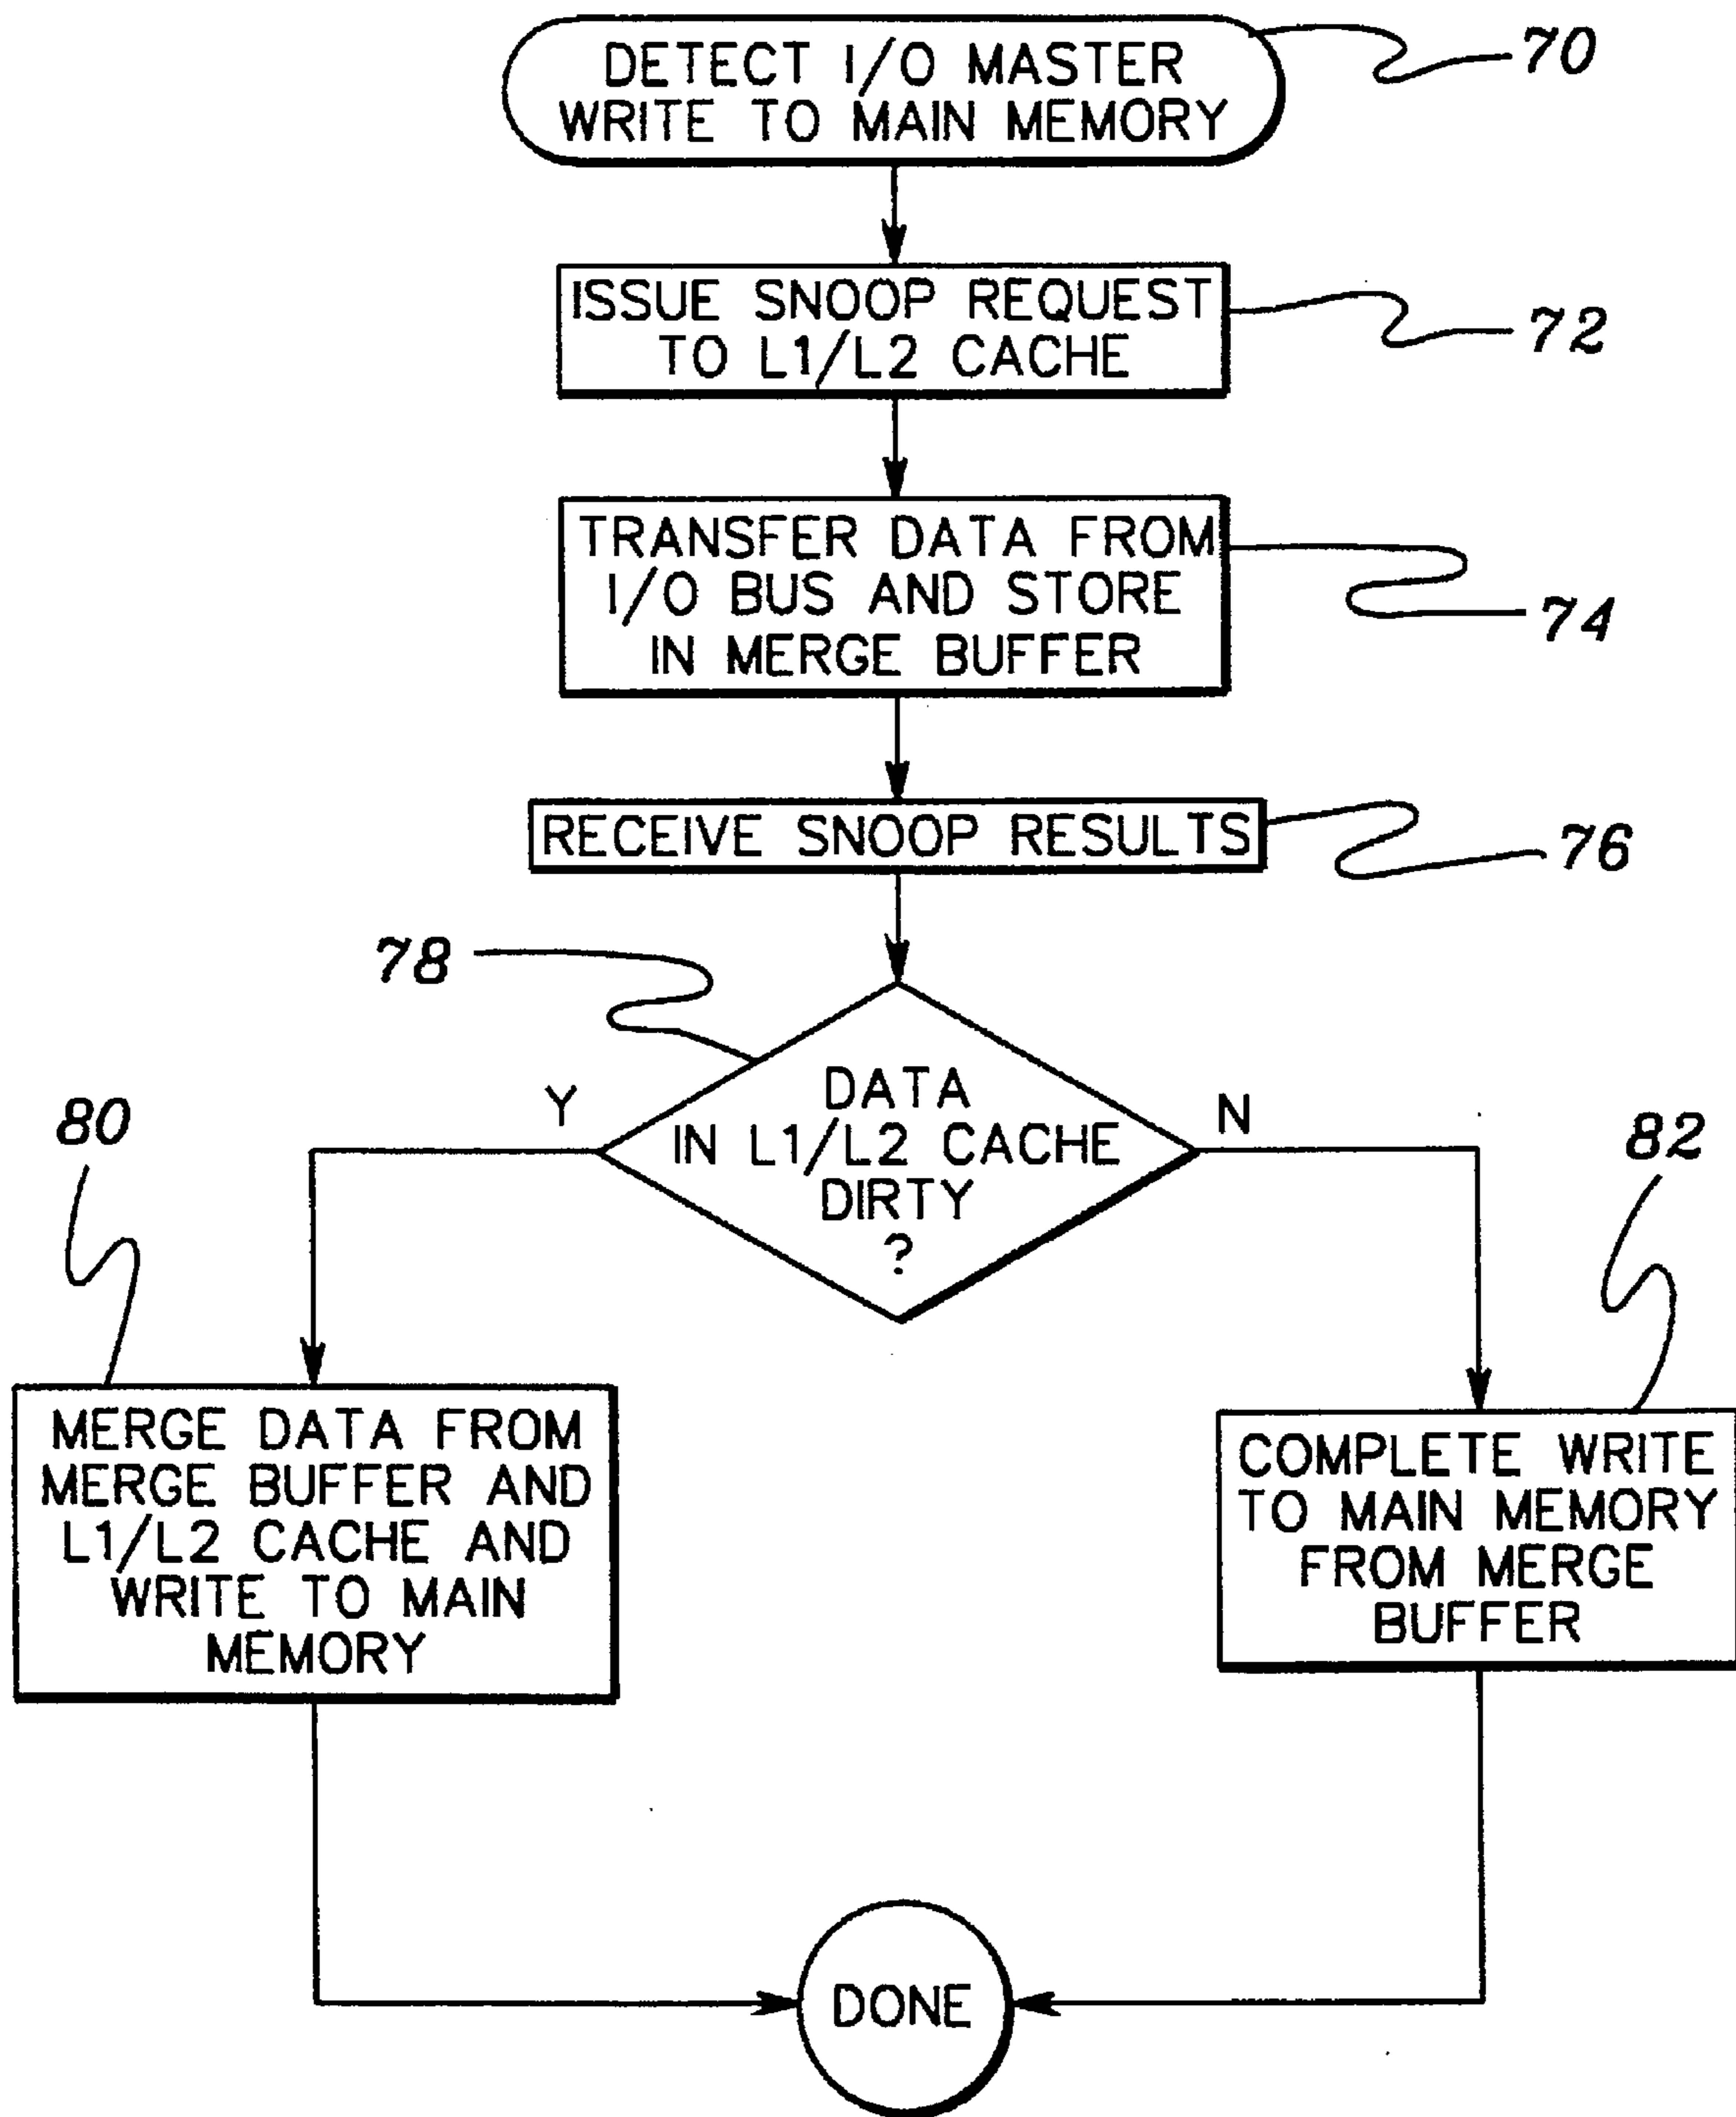 DETECT I/O MASTER
WRITE TO MAIN MEMORY
70
ISSUE SNOOP REQUEST
TO L1/L2 CACHE
72
TRANSFER DATA FROM
I/O BUS AND STORE
IN MERGE BUFFER
74
RECEIVE SNOOP RESULTS
76
78
DATA
IN L1/L2 CACHE
DIRTY
?
Y
N
80
82
MERGE DATA FROM
MERGE BUFFER AND
L1/L2 CACHE AND
WRITE TO MAIN
MEMORY
COMPLETE WRITE
TO MAIN MEMORY
FROM MERGE
BUFFER
DONE